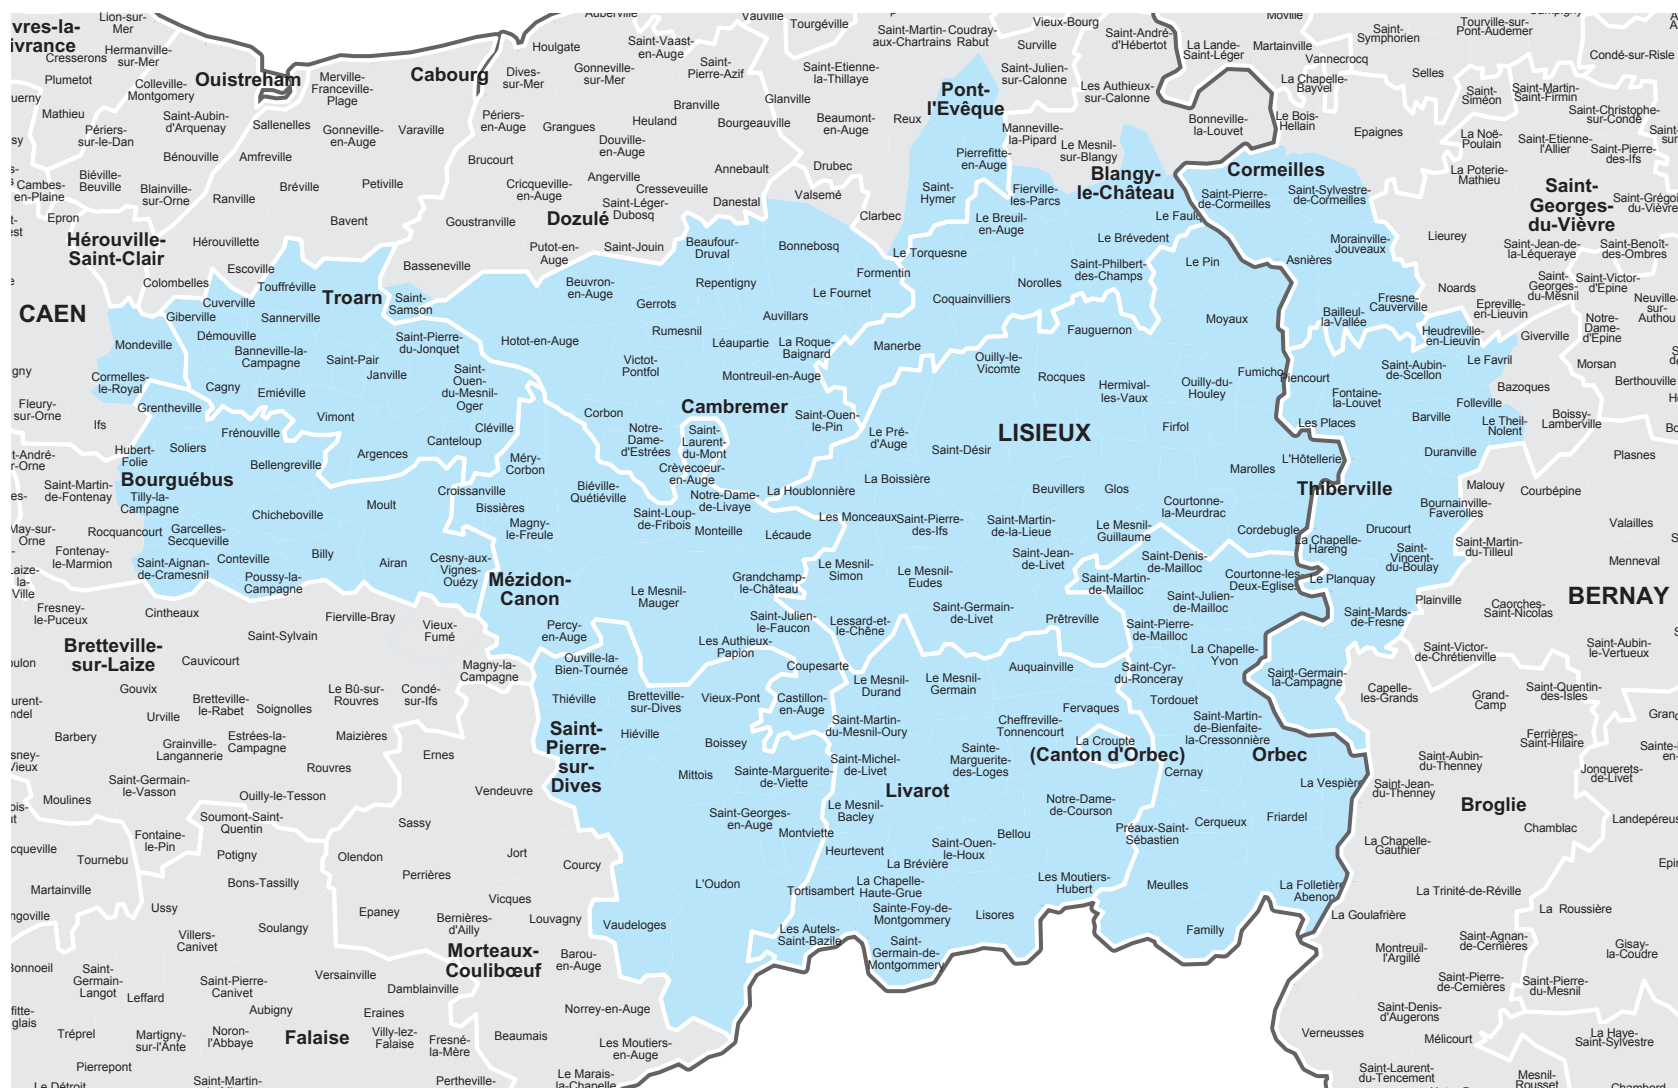 Lion-sur-
Mer
vres-la-
ivrance
Cresserons
Hermanville-
sur-Mer
Plumetot
Colleville-
Montgomery
Ouistreham
Merville-
Franceville-
Plage
Cabourg
Dives-
sur-Mer
Houlgate
Auberville
Gonneville-
sur-Mer
Saint-Vaast-
en-Auge
Saint-
Pierre-Azif
Vauville
Tourgéville
Saint-Martin-
aux-Chartrains
Coudray-
Rabut
Vieux-Bourg
Surville
Saint-André-
d'Hébertot
La Lande-
Saint-Léger
Moville
Martainville
Vannecrocq
Saint-
Symphorien
Selles
Tourville-sur-
Pont-Audemer
Campigny
Condé-sur-Risle
Saint-Etienne-
la-Thillaye
Saint-Julien-
sur-Calonne
Les Authieux-
sur-Calonne
La Chapelle-
Bayvel
Saint-
Siméon
Saint-Martin-
Saint-Firmin
Saint-Christophe-
sur-Condé
uerny
Mathieu
Périers-
sur-le-Dan
Saint-Aubin-
d'Arquenay
Sallenelles
Gonneville-
en-Auge
Varaville
Périers-
en-Auge
Grangues
Heuland
Branville
Bourgeauville
Glanville
Beaumont-
en-Auge
Reux
Pont-
l'Evêque
Manneville-
la-Pipard
Le Mesnil-
sur-Blangy
Bonneville-
la-Louvet
Le Bois-
Hellain
Epaignes
La Noë-
Poulain
Saint-Etienne-
l'Allier
Saint-Pierre-
des-Ifs
Bénouville
Amfreville
Brucourt
Douville-
en-Auge
Annebault
Drubec
Pierrefitte-
en-Auge
La Poterie-
Mathieu
Cambes-
en-Plaine
Biéville-
Beuville
Blainville-
sur-Orne
Ranville
Bréville
Petiville
Cricqueville-
en-Auge
Angerville
Cresseveuille
Saint-Léger-
Dubosq
Danestal
Valsemé
Clarbec
Saint-
Hymer
Fierville-
les-Parcs
Blangy-
le-Château
Cormeilles
Saint-Pierre-
de-Cormeilles
Saint-Sylvestre-
de-Cormeilles
Saint-
Georges-
du-Vièvre
Saint-Grégoire
du-Vièvre
Epron
Hérouville-
Saint-Clair
Hérouvillette
Bavent
Goustranville
Dozulé
Putot-en-
Auge
Saint-Jouin
Beaufour-
Druval
Bonnebosq
Le Torquesne
Le Breuil-
en-Auge
Le Faulq
Le Brévedent
Morainville-
Jouveaux
Lieurey
Saint-Jean-de-
la-Léqueraye
Saint-Benoît-
des-Ombres
Colombelles
Escoville
Touffréville
Basseneville
Beuvron-
en-Auge
Repentigny
Formentin
Saint-Philbert-
des-Champs
Le Pin
Asnières
Noards
Saint-
Georges-
du-Mesnil
Saint-Victor-
d'Epine
CAEN
Cuverville
Giberville
Sannerville
Troarn
Saint-
Samson
Gerrots
Le Fournet
Coquainvilliers
Norolles
Moyaux
Bailleul-
la-Vallée
Fresne-
Cauverville
Epreville-
en-Lieuvin
Neuville-
sur-
Authou
Mondeville
Démouville
Banneville-la-
Campagne
Saint-Pair
Saint-Pierre-
du-Jonquet
Hotot-en-Auge
Rumesnil
Auvillars
Léaupartie
La Roque-
Baignard
Manerbe
Fauguernon
Heudreville-
en-Lieuvin
Giverville
Notre-
Dame-
d'Epine
Cormelles-
le-Royal
Cagny
Emiéville
Janville
Saint-
Ouen-
du-Mesnil-
Oger
Victot-
Pontfol
Montreuil-en-Auge
Ouilly-le-
Vicomte
Rocques
Hermival-
les-Vaux
Ouilly-du-
Houley
Fumichon
Piencourt
Saint-Aubin-
de-Scellon
Le Favril
Morsan
Fleury-
sur-Orne
Ifs
Grentheville
Vimont
Cléville
Corbon
Cambremer
Saint-Ouen-
le-Pin
Fontaine-
la-Louvet
Folleville
Bazoques
Berthouville
Frénouville
Canteloup
Notre-
Dame-
d'Estrées
Saint-
Laurent-
du-Mont
Le Pré-
d'Auge
LISIEUX
Firfol
Les Places
Barville
Le Theil-
Nolent
Boissy-
Lamberville
Hubert-
Folie
Soliers
Bellengreville
Argences
Méry-
Corbon
Saint-Désir
Marolles
L'Hôtellerie
Duranville
Plasnes
Saint-Martin-
de-Fontenay
Bourguébus
Tilly-la-
Campagne
Moult
Croissanville
Bissières
Biéville-
Quétiéville
Crèvecoeur-
en-Auge
Notre-Dame-
de-Livaye
La Houblonnière
La Boissière
Beuvillers
Glos
Courtonne-
la-Meurdrac
Thiberville
Bournainville-
Faverolles
Malouy
Courbépine
May-sur-
Orne
Rocquancourt
Garcelles-
Secqueville
Chicheboville
Magny-
le-Freule
Saint-Loup-
de-Fribois
Monteille
Lécaude
Les Monceaux
Saint-Pierre-
des-Ifs
Saint-Martin-
de-la-Lieue
Le Mesnil-
Guillaume
Cordebugle
Drucourt
Valailles
Fontenay-
le-Marmion
Saint-Aignan-
de-Cramesnil
Conteville
Poussy-la-
Campagne
Billy
Airan
Cesny-aux-
Vignes-
Ouézy
Mézidon-
Canon
Le Mesnil-
Mauger
Grandchamp-
le-Château
Le Mesnil-
Simon
Le Mesnil-
Eudes
Saint-Jean-
de-Livet
Saint-Denis-
de-Mailloc
Saint-Martin-
de-Mailloc
Courtonne-les-
Deux-Eglises
La Chapelle-
Hareng
Le Planquay
Saint-
Vincent-
du-Boulay
Saint-Martin-
du-Tilleul
Menneval
Fresney-
le-Puceux
Cintheaux
Fierville-Bray
Vieux-
Fumé
Percy-
en-Auge
Saint-Julien-
le-Faucon
Lessard-et-
le-Chêne
Saint-Germain-
de-Livet
Prêtreville
Saint-Julien-
de-Mailloc
Saint-Pierre-
de-Mailloc
Saint-Mards-
de-Fresne
Plainville
Caorches-
Saint-Nicolas
BERNAY
Bretteville-
sur-Laize
Saint-Sylvain
Cauvicourt
Magny-la-
Campagne
Ouville-la-
Bien-Tournée
Les Authieux-
Papion
Coupesarte
Auquainville
Saint-Cyr-
du-Ronceray
La Chapelle-
Yvon
Saint-Germain-
la-Campagne
Saint-Victor-
de-Chrétienville
Saint-Aubin-
le-Vertueux
Gouvix
Urville
Bretteville-
le-Rabet
Soignolles
Le Bû-sur-
Rouvres
Condé-
sur-Ifs
Thiéville
Bretteville-
sur-Dives
Vieux-Pont
Castillon-
en-Auge
Le Mesnil-
Durand
Le Mesnil-
Germain
Fervaques
Tordouet
Capelle-
les-Grands
Grand-
Camp
Saint-Quentin-
des-Isles
Barbery
Grainville-
Langannerie
Estrées-la-
Campagne
Maizières
Ernes
Saint-
Pierre-
sur-
Dives
Hiéville
Boissey
Saint-Martin-
du-Mesnil-Oury
Cheffreville-
Tonnencourt
La Croupte
(Canton d'Orbec)
Saint-Martin-
de-Bienfaite-
la-Cressonnière
Orbec
Ferrières-
Saint-Hilaire
Saint-Germain-
le-Vasson
Rouvres
Vendeuvre
Mittois
Sainte-Marguerite-
de-Viette
Saint-Michel-
de-Livet
Livarot
Sainte-
Marguerite-
des-Loges
Cernay
La Vespière
Saint-Aubin-
du-Thenney
Saint-Jean-
du-Thenney
Broglie
Jonquerets-
de-Livet
Moulines
Ouilly-le-Tesson
Soumont-Saint-
Quentin
Sassy
Saint-Georges-
en-Auge
Montviette
Le Mesnil-
Bacley
Notre-Dame-
de-Courson
Bellou
Préaux-Saint-
Sébastien
Cerqueux
Friardel
Chamblac
Landepéreuse
Fontaine-
le-Pin
Tournebu
Potigny
Olendon
Jort
Courcy
Heurtevent
Saint-Ouen-
le-Houx
La Brévière
La Chapelle-
Gauthier
Martainville
Bons-Tassilly
Perrières
L'Oudon
Tortisambert
La Chapelle-
Haute-Grue
Les Moutiers-
Hubert
Meulles
La Folletière-
Abenon
La Trinité-de-Réville
Ussy
Epaney
Vicques
Bernières-
d'Ailly
Louvagny
Vaudeloges
Les Autels-
Saint-Bazile
Sainte-Foy-de-
Montgommery
Lisores
Familly
La Goulafrière
La Roussière
Villers-
Canivet
Soulangy
Morteaux-
Coulibœuf
Barou-
en-Auge
Saint-
Germain-de-
Montgommery
Montreuil-
l'Argillé
Saint-Agnan-
de-Cernières
Gisay-
la-Coudre
Saint-
Germain-
Langot
Leffard
Saint-Pierre-
Canivet
Versainville
Damblainville
Saint-Pierre-
de-Cernières
Saint-Pierre-
du-Mesnil
Aubigny
Eraines
Norrey-en-Auge
Saint-Denis-
d'Augerons
Tréprel
Martigny-
sur-l'Ante
Noron-
l'Abbaye
Falaise
Villy-lez-
Falaise
Fresné-
la-Mère
Beaumais
Les Moutiers-
en-Auge
Verneusses
Mélicourt
La Haye-
Saint-Sylvestre
Pierrepont
Le Détroit
Saint-Martin-
Pertheville-
Le Marais-
la-Chapelle
Saint-Laurent-
du-Tencement
Mesnil-
Rousset
Chambord